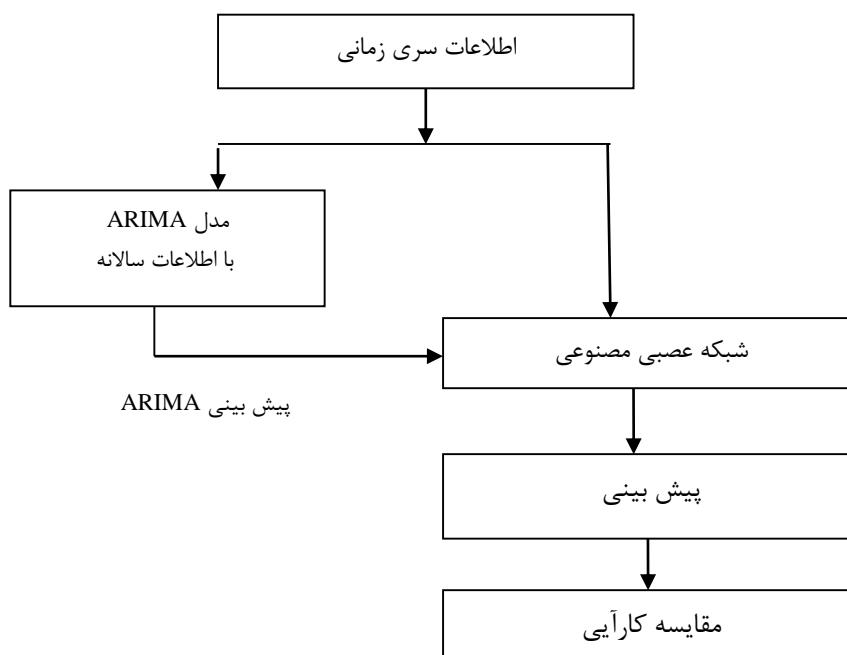 اطلاعات سری زمانی
مدل ARIMA
با اطلاعات سالانه
شبکه عصبی مصنوعی
پیش بینی ARIMA
پیش بینی
مقایسه کارآیی